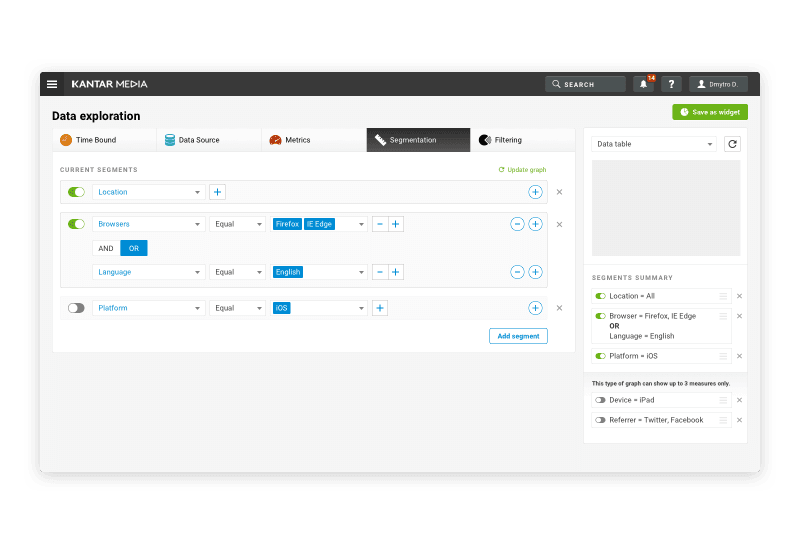 KANTAR MEDIA
SEARCH
14
?
Dmytro D.
Data exploration
Save as widget
Time Bound
Data Source
Metrics
Segmentation
Filtering
Data table
CURRENT SEGMENTS
Update graph
Location
Browsers Equal Firefox IE Edge
AND OR
Language Equal English
Platform Equal iOS
Add segment
SEGMENTS SUMMARY
Location = All
Browser = Firefox, IE Edge
OR
Language = English
Platform = iOS
This type of graph can show up to 3 measures only.
Device = iPad
Referrer = Twitter, Facebook